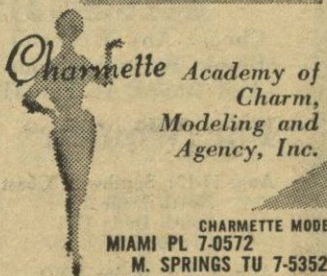 Charmette Academy of
Charm,
Modeling and
Agency, Inc.
CHARMETTE MODE
MIAMI PL 7-0572
M. SPRINGS TU 7-5352